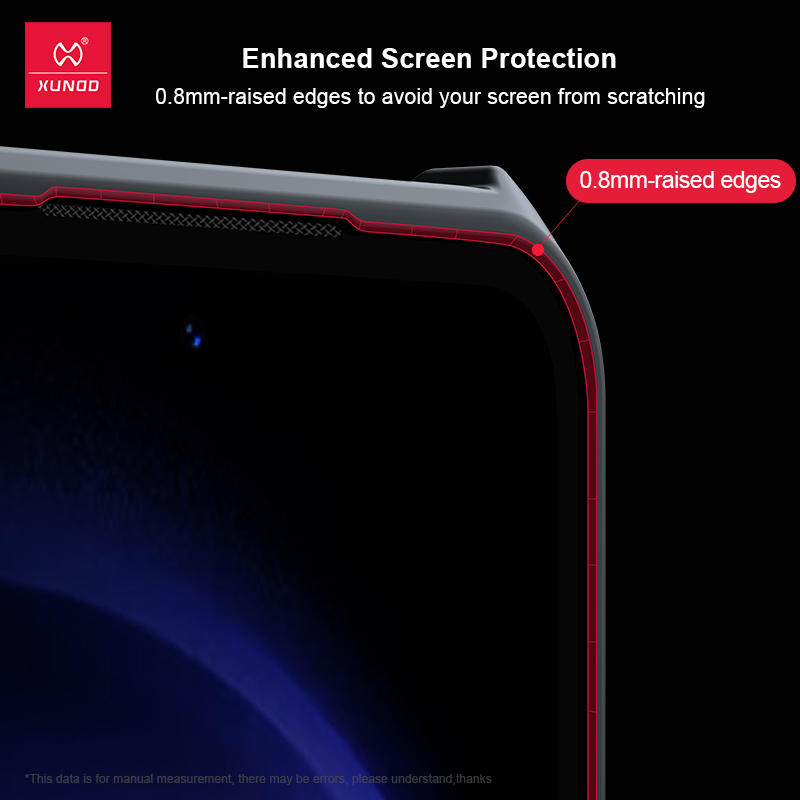 ®
XUNDD
Enhanced Screen Protection
0.8mm-raised edges to avoid your screen from scratching
0.8mm-raised edges
*This data is for manual measurement, there may be errors, please understand,thanks